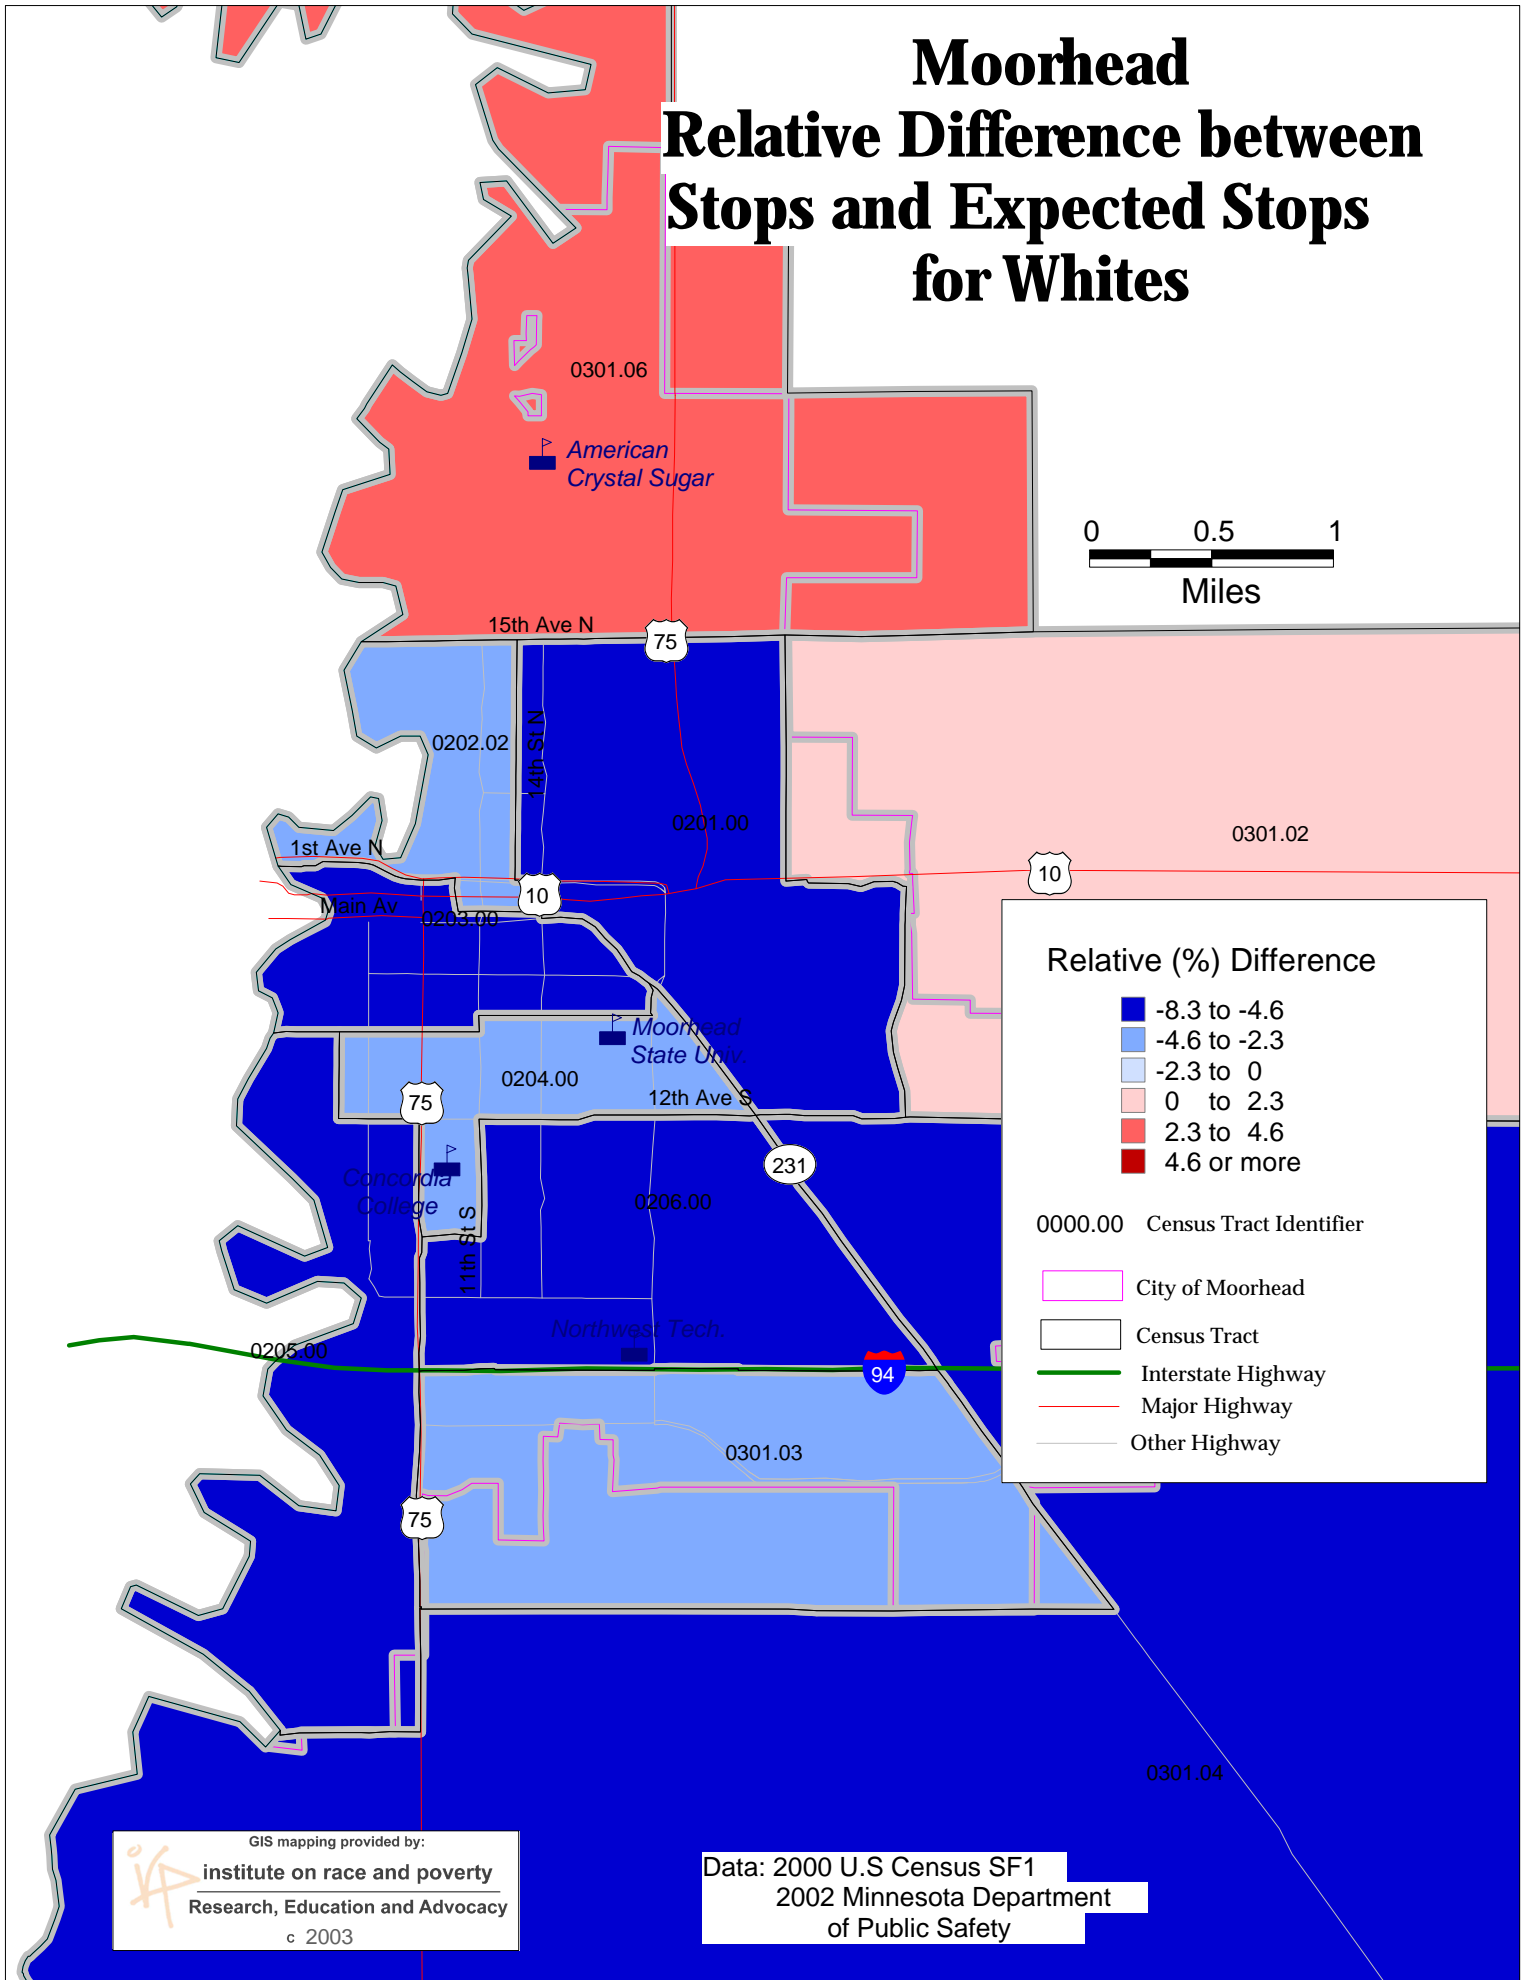 Moorhead
Relative Difference between
Stops and Expected Stops
for Whites
0301.06
American
Crystal Sugar
0 0.5 1
Miles
15th Ave N
75
0202.02
14th St N
0201.00
0301.02
1st Ave N
10
10
Main Av
0203.00
Moorhead
State Univ.
0204.00
12th Ave S
75
231
Concordia
College
0206.00
11th St S
Northwest Tech.
0205.00
94
0301.03
75
0301.04
Relative (%) Difference
-8.3 to -4.6
-4.6 to -2.3
-2.3 to 0
0 to 2.3
2.3 to 4.6
4.6 or more
0000.00 Census Tract Identifier
City of Moorhead
Census Tract
Interstate Highway
Major Highway
Other Highway
GIS mapping provided by:
irp
institute on race and poverty
Research, Education and Advocacy
c 2003
Data: 2000 U.S Census SF1
2002 Minnesota Department
of Public Safety